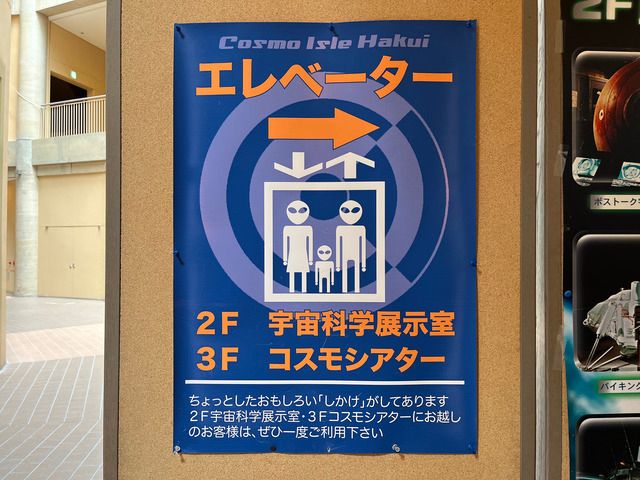 Cosmo Isle Hakui
エレベーター
2F 宇宙科学展示室
3F コスモシアター
ちょっとしたおもしろい「しかけ」がしてあります
2F宇宙科学展示室・3Fコスモシアターにお越し
のお客様は、ぜひ一度ご利用下さい
2F
ボストーク
バイキング